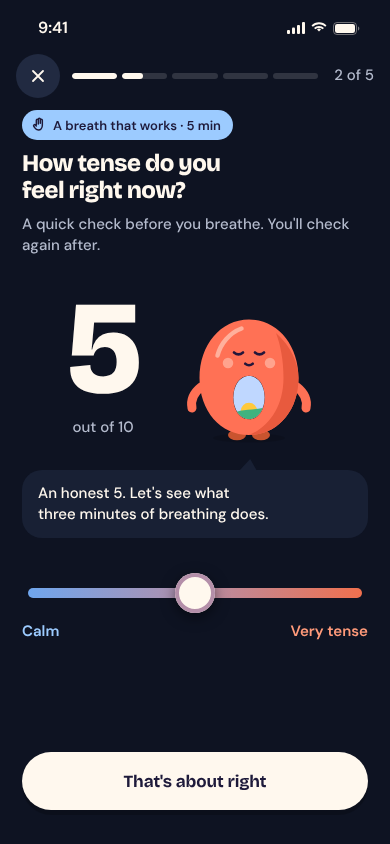 9:41
2 of 5
A breath that works · 5 min
How tense do you
feel right now?
A quick check before you breathe. You'll check
again after.
5
out of 10
An honest 5. Let's see what
three minutes of breathing does.
Calm
Very tense
That's about right